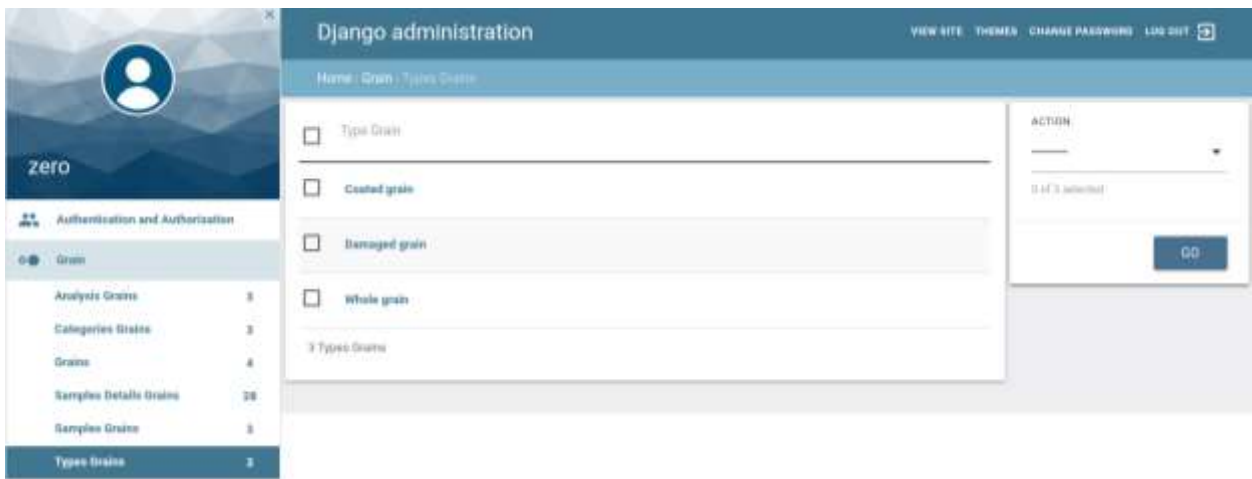 ×
zero
Authentication and Authorization
Grain
Analysis Grains 3
Categories Grains 3
Grains 4
Samples Details Grains 28
Samples Grains 3
Types Grains 3
Django administration
VIEW SITE THEMES CHANGE PASSWORD LOG OUT
Home › Grain › Types Grains
Type Grain
Coated grain
Damaged grain
Whole grain
3 Types Grains
ACTION
---------
0 of 3 selected
GO